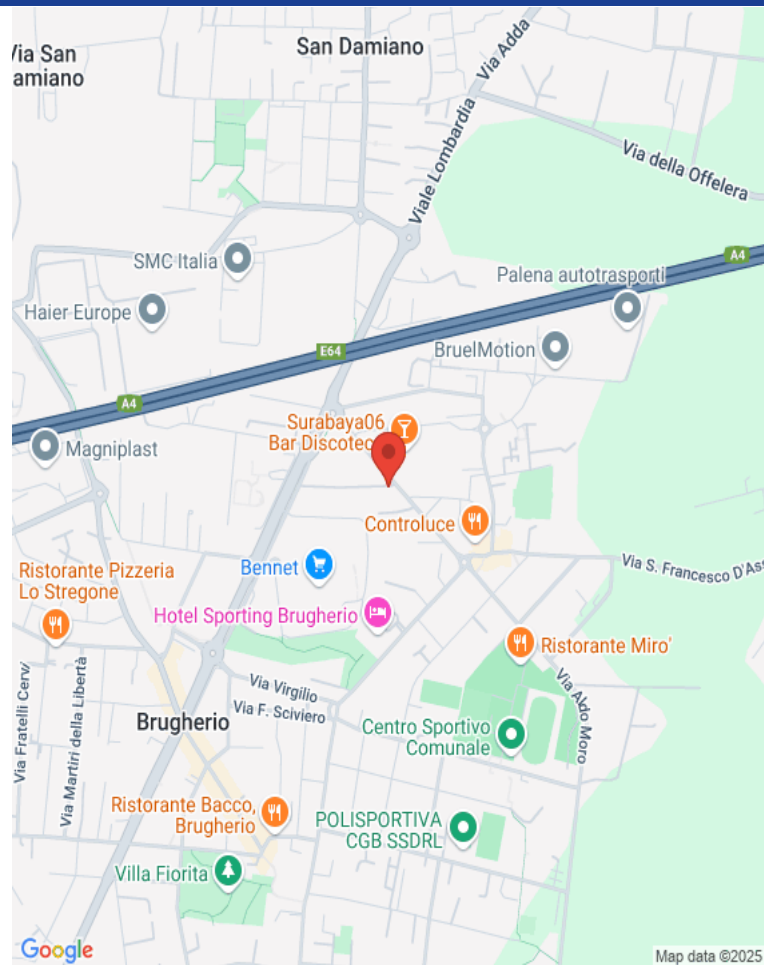 Via San
amiano
San Damiano
Via Adda
Viale Lombardia
Via della Offelera
SMC Italia
A4
Palena autotrasporti
Haier Europe
BruelMotion
E64
A4
Surabaya06
Bar Discotec
Magniplast
Controluce
Bennet
Via S. Francesco D'Ass
Ristorante Pizzeria
Lo Stregone
Hotel Sporting Brugherio
Ristorante Miro'
Via Fratelli Cervi
Via Martiri della Libertà
Via Virgilio
Via F. Sciviero
Via Aldo Moro
Brugherio
Centro Sportivo
Comunale
Ristorante Bacco,
Brugherio
POLISPORTIVA
CGB SSDRL
Villa Fiorita
Google
Map data ©2025